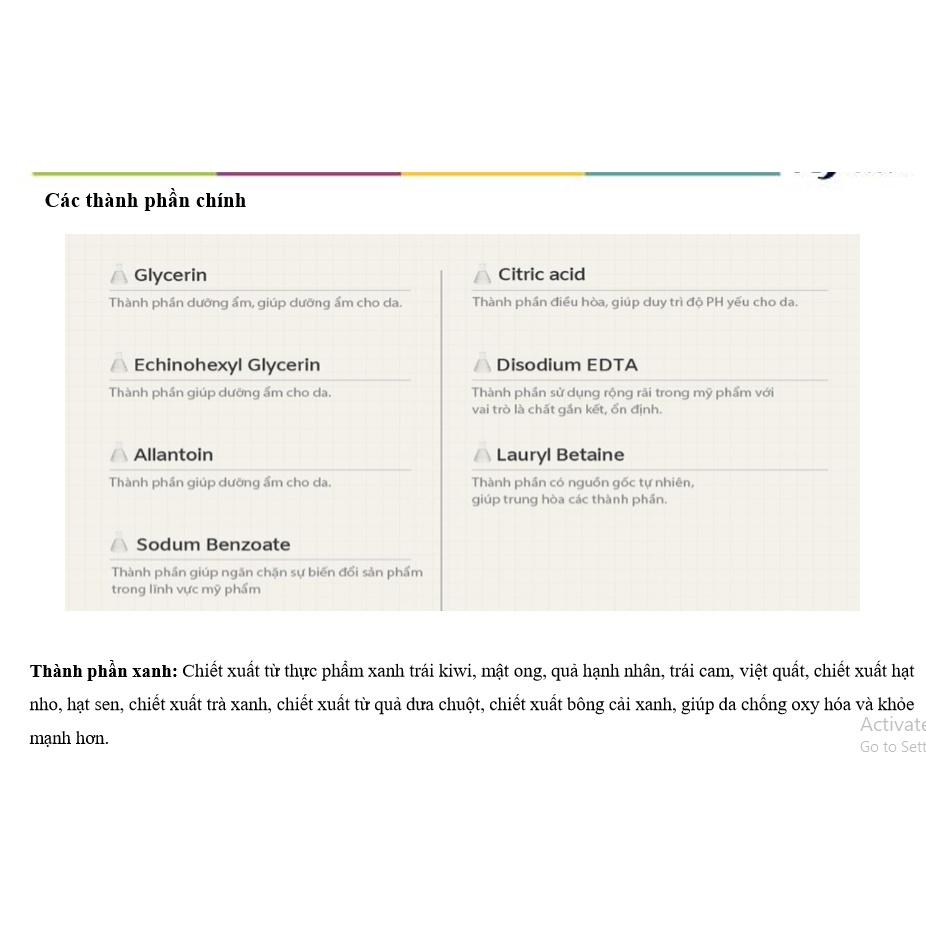 Các thành phần chính
Glycerin
Thành phần dưỡng ẩm, giúp dưỡng ẩm cho da.
Echinohexyl Glycerin
Thành phần giúp dưỡng ẩm cho da.
Allantoin
Thành phần giúp dưỡng ẩm cho da.
Sodum Benzoate
Thành phần giúp ngăn chặn sự biến đổi sản phẩm
trong lĩnh vực mỹ phẩm
Citric acid
Thành phần điều hòa, giúp duy trì độ PH yếu cho da.
Disodium EDTA
Thành phần sử dụng rộng rãi trong mỹ phẩm với
vai trò là chất gắn kết, ổn định.
Lauryl Betaine
Thành phần có nguồn gốc tự nhiên,
giúp trung hòa các thành phần.
Thành phần xanh: Chiết xuất từ thực phẩm xanh trái kiwi, mật ong, quả hạnh nhân, trái cam, việt quất, chiết xuất hạt
nho, hạt sen, chiết xuất trà xanh, chiết xuất từ quả dưa chuột, chiết xuất bông cải xanh, giúp da chống oxy hóa và khỏe
mạnh hơn.
Activate
Go to Sett